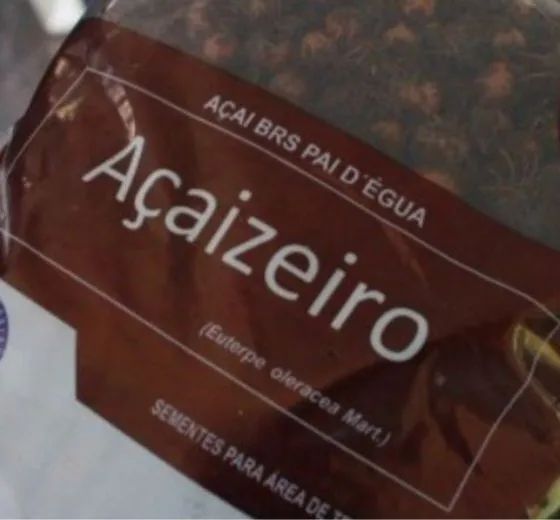 AÇAI BRS PAI D´ÉGUA
Açaizeiro
(Euterpe oleracea Mart.)
SEMENTES PARA ÁREA DE